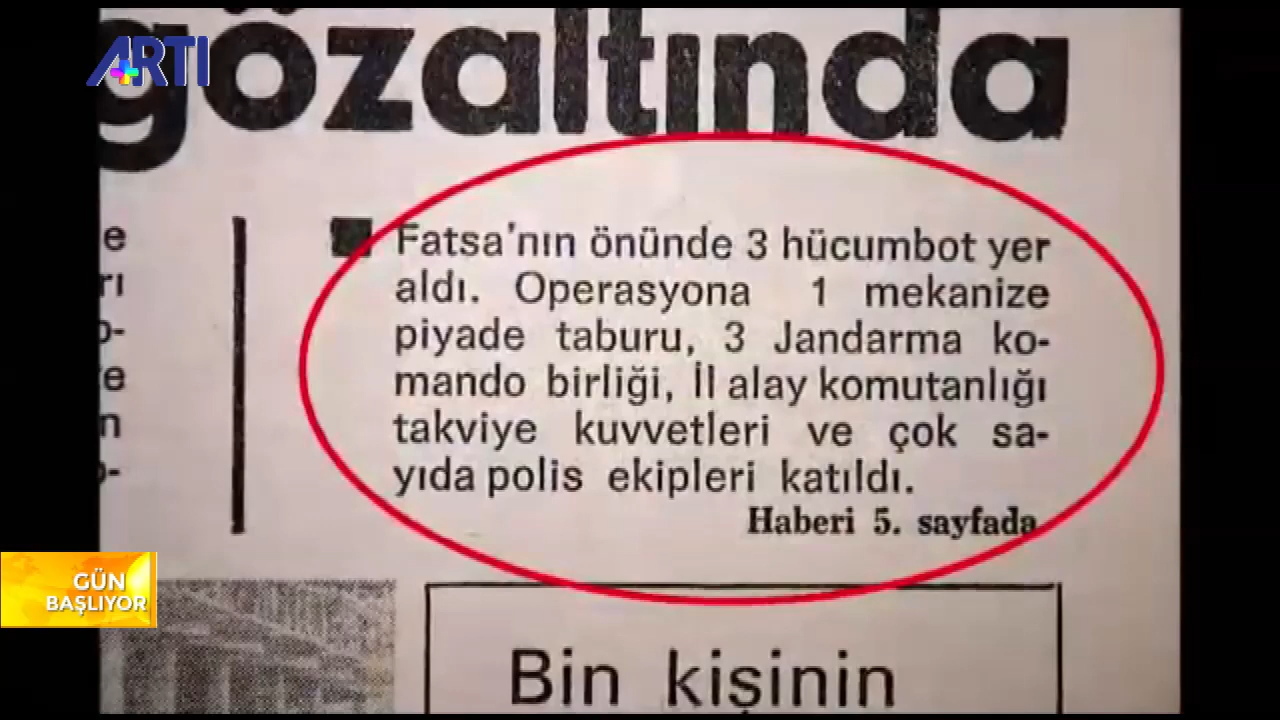 gözaltında
ARTI
Fatsa'nın önünde 3 hücumbot yer
aldı. Operasyona 1 mekanize
piyade taburu, 3 Jandarma ko-
mando birliği, İl alay komutanlığı
takviye kuvvetleri ve çok sa-
yıda polis ekipleri katıldı.
Haberi 5. sayfada
GÜN
BAŞLIYOR
Bin kişinin